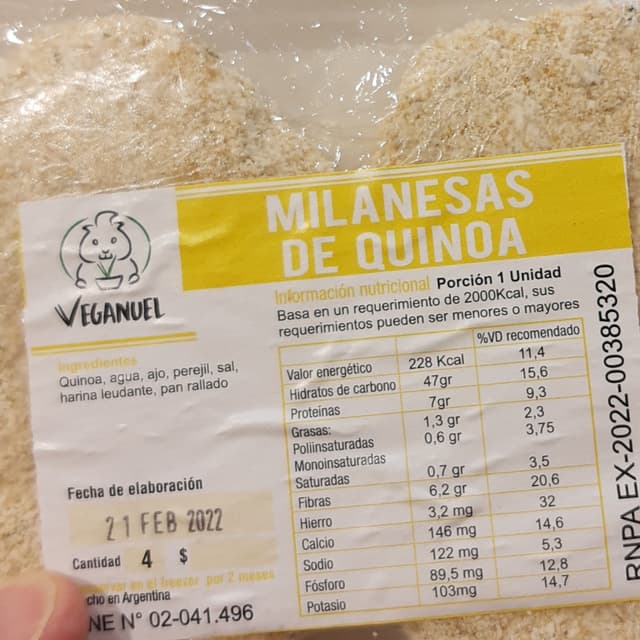 MILANESAS
DE QUINOA
VEGANUEL
Información nutricional Porción 1 Unidad
Basa en un requerimiento de 2000Kcal, sus
requerimientos pueden ser menores o mayores
Ingredientes
Quinoa, agua, ajo, perejil, sal,
harina leudante, pan rallado
%VD recomendado
Valor energético 228 Kcal 11,4
Hidratos de carbono 47gr 15,6
Proteínas 7gr 9,3
Grasas: 1,3 gr 2,3
Poliinsaturadas 0,6 gr 3,75
Monoinsaturadas
Saturadas 0,7 gr 3,5
Fibras 6,2 gr 20,6
Hierro 3,2 mg 32
Calcio 146 mg 14,6
Sodio 122 mg 5,3
Fósforo 89,5 mg 12,8
Potasio 103mg 14,7
Fecha de elaboración
21 FEB 2022
Cantidad 4 $
en el freezer por 2 meses
cho en Argentina
NE N° 02-041.496
RNPA EX-2022-00385320